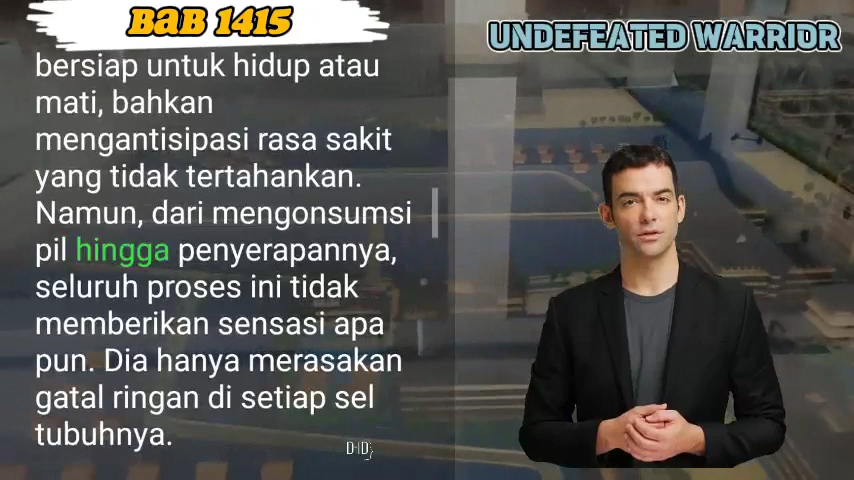 BAB 1415
UNDEFEATED WARRIOR
bersiap untuk hidup atau
mati, bahkan
mengantisipasi rasa sakit
yang tidak tertahankan.
Namun, dari mengonsumsi
pil hingga penyerapannya,
seluruh proses ini tidak
memberikan sensasi apa
pun. Dia hanya merasakan
gatal ringan di setiap sel
tubuhnya.